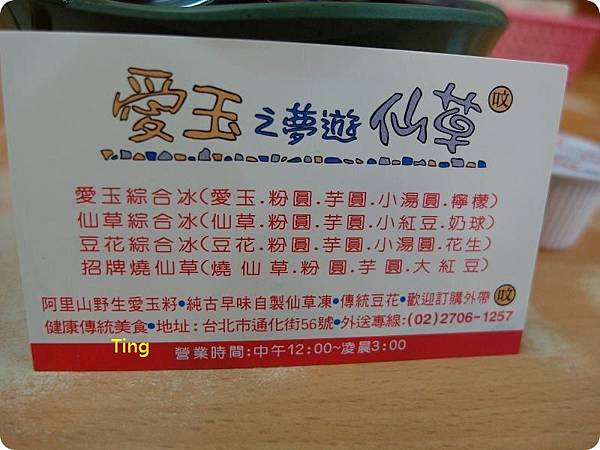 愛玉之夢遊仙草 㕮
愛玉綜合冰(愛玉.粉圓.芋圓.小湯圓.檸檬)
仙草綜合冰(仙草.粉圓.芋圓.小紅豆.奶球)
豆花綜合冰(豆花.粉圓.芋圓.小湯圓.花生)
招牌燒仙草(燒仙草.粉圓.芋圓.大紅豆)
阿里山野生愛玉籽•純古早味自製仙草凍•傳統豆花•歡迎訂購外帶
健康傳統美食•地址:台北市通化街56號•外送專線:(02)2706-1257
Ting
營業時間:中午12:00~凌晨3:00